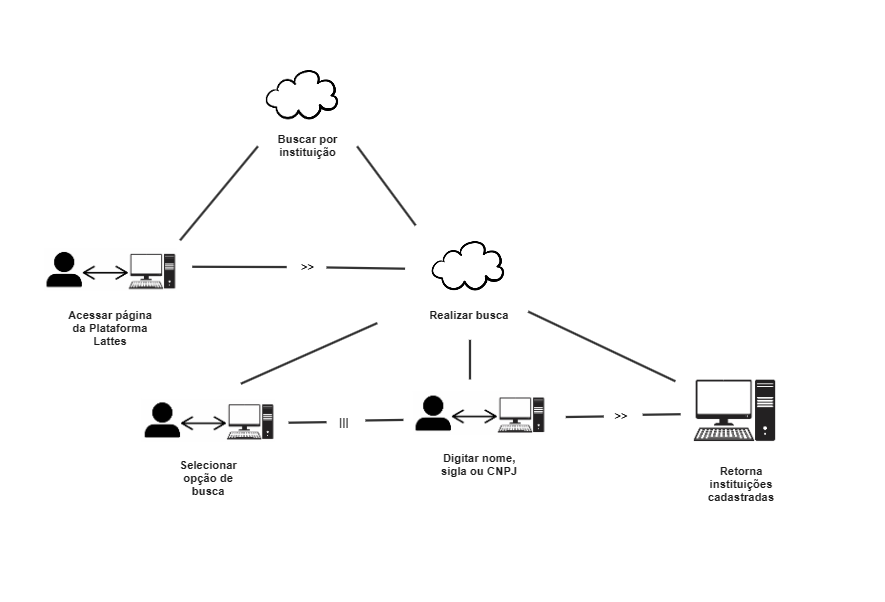 Buscar por
instituição
>>
Acessar página
da Plataforma
Lattes
Realizar busca
|||
>>
Selecionar
opção de
busca
Digitar nome,
sigla ou CNPJ
Retorna
instituições
cadastradas